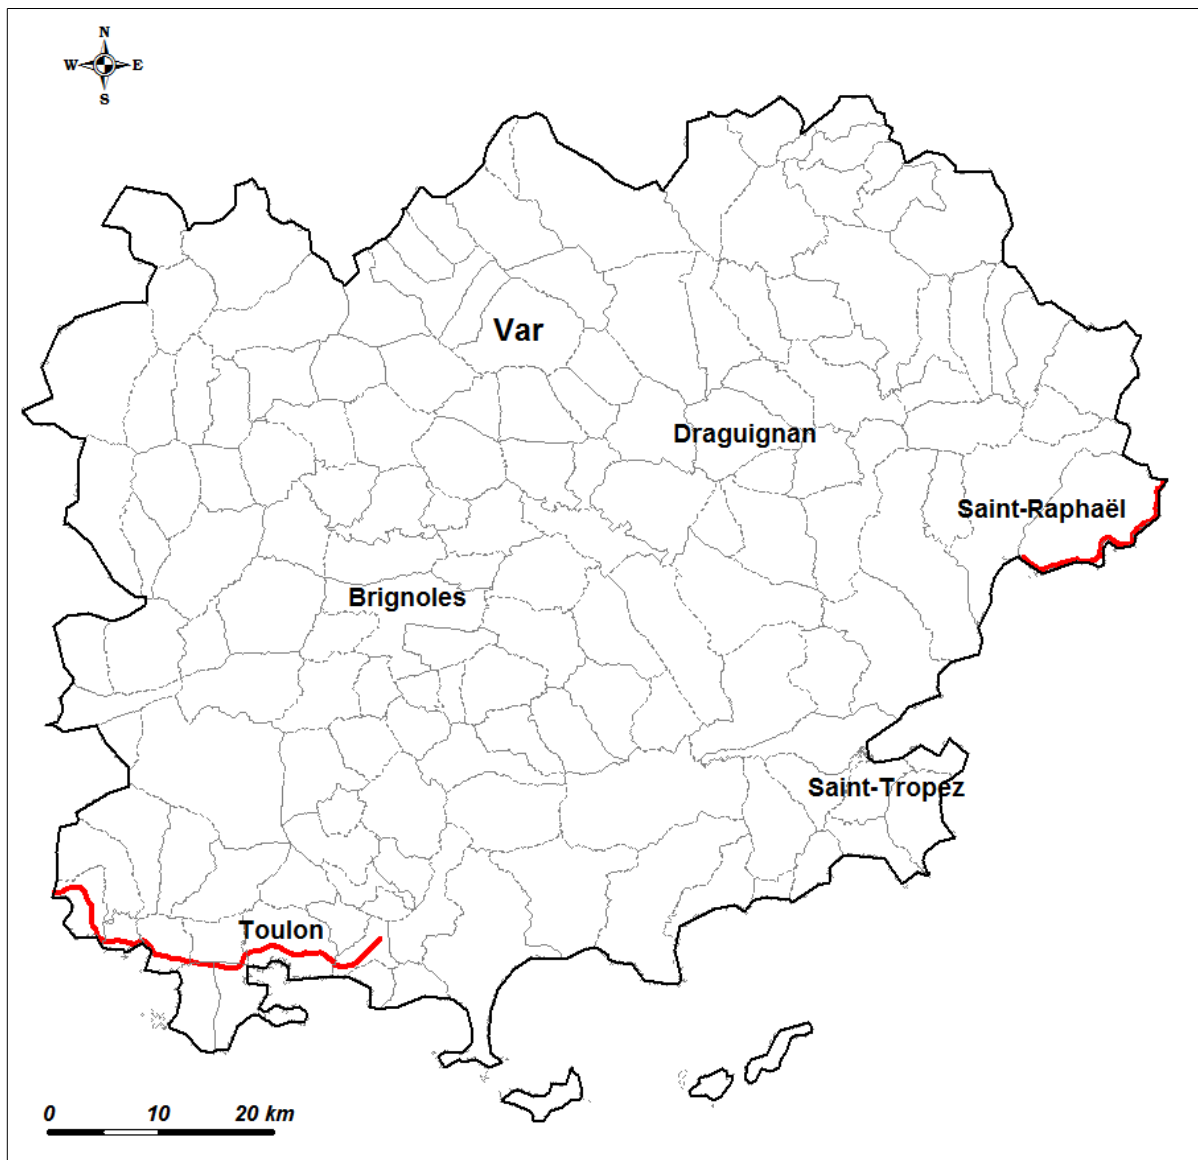 N
W E
S
Var
Draguignan
Saint-Raphaël
Brignoles
Saint-Tropez
Toulon
0 10 20 km